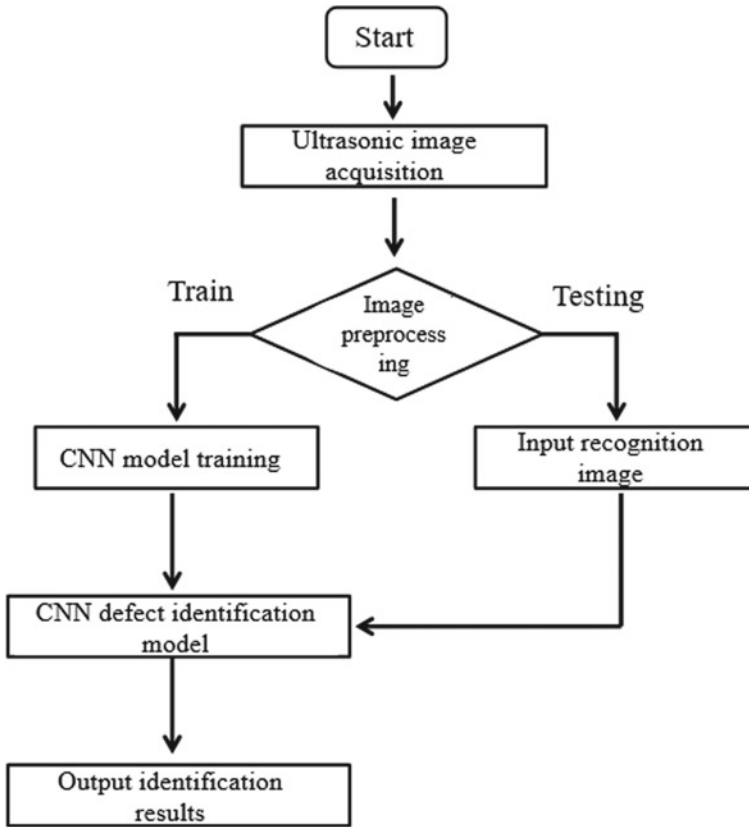 Start
Ultrasonic image
acquisition
Train
Testing
Image
preprocess
ing
CNN model training
Input recognition
image
CNN defect identification
model
Output identification
results